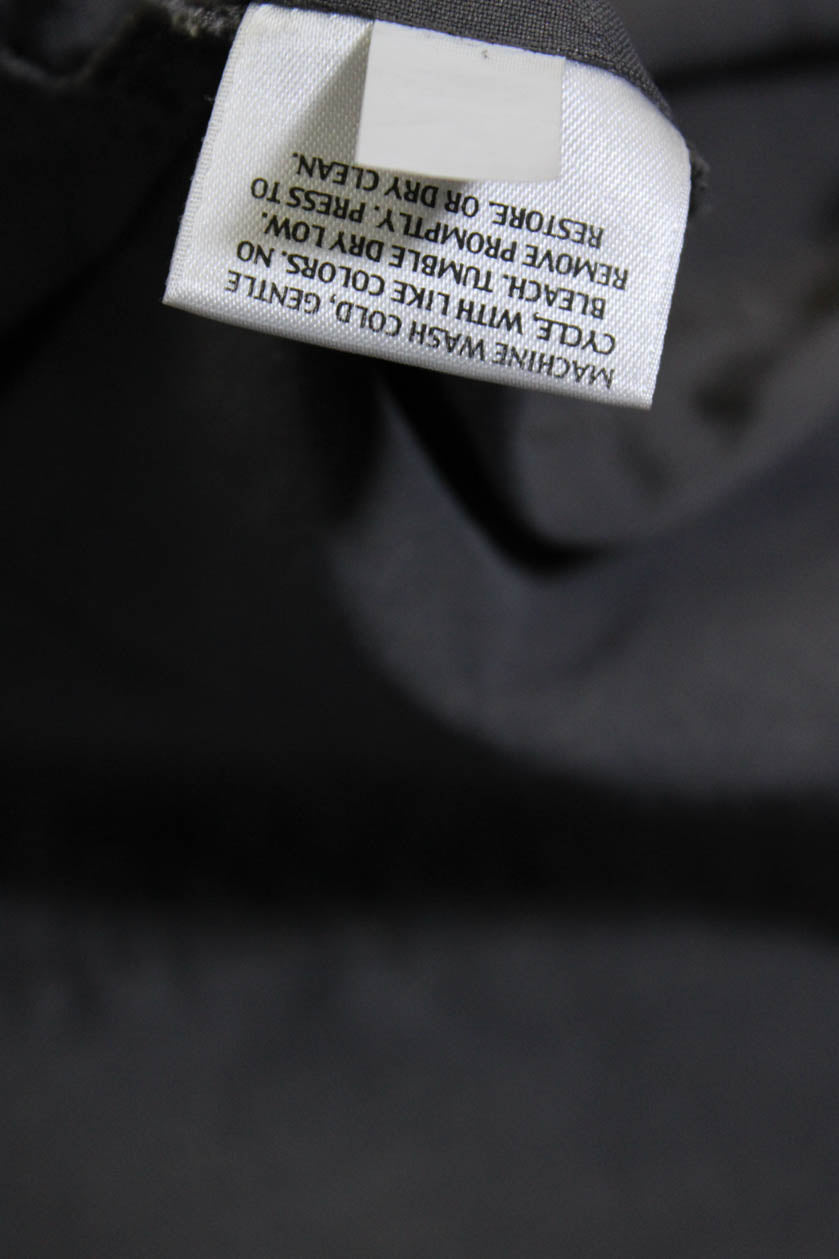 MACHINE WASH COLD, GENTLE
CYCLE, WITH LIKE COLORS. NO
BLEACH. TUMBLE DRY LOW.
REMOVE PROMPTLY. PRESS TO
RESTORE. OR DRY CLEAN.